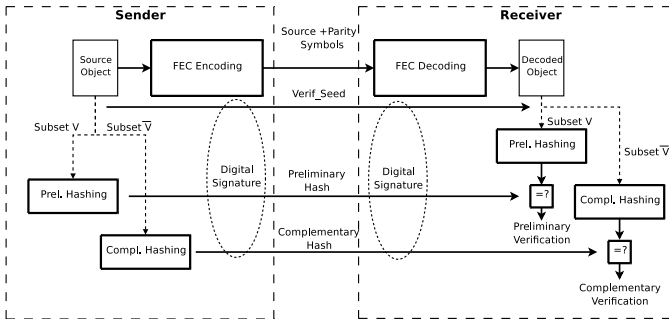 Sender
Receiver
Source +Parity
Symbols
Source
Object
FEC Encoding
FEC Decoding
Decoded
Object
Verif_Seed
Subset V
Subset V̅
Subset V
Subset V̅
Prel. Hashing
Digital
Signature
Preliminary
Hash
Digital
Signature
Prel. Hashing
=?
Compl. Hashing
Preliminary
Verification
Compl. Hashing
Complementary
Hash
=?
Complementary
Verification